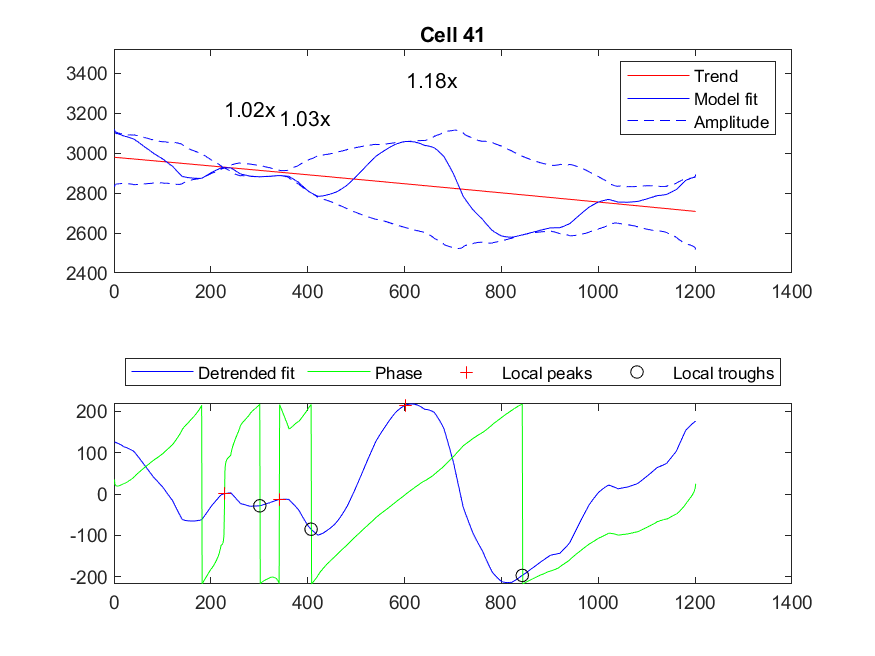 Cell 41
3400
3200
3000
2800
2600
2400
1.02x
1.03x
1.18x
Trend
Model fit
Amplitude
0 200 400 600 800 1000 1200 1400
Detrended fit Phase Local peaks Local troughs
200
100
0
-100
-200
0 200 400 600 800 1000 1200 1400